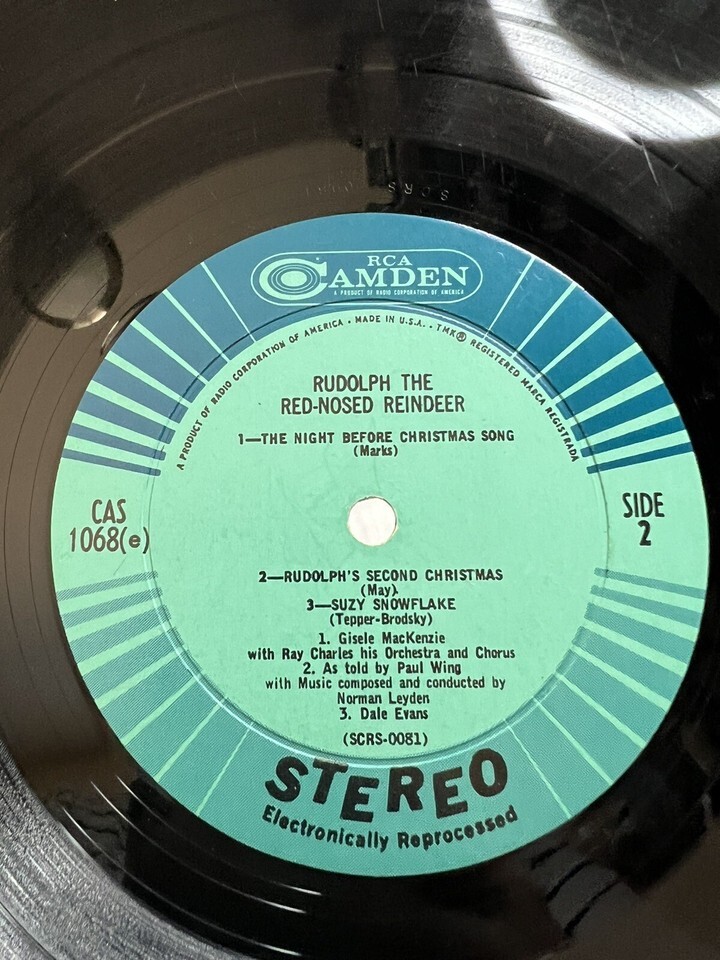 RCA
CAMDEN
A PRODUCT OF RADIO CORPORATION OF AMERICA
A PRODUCT OF RADIO CORPORATION OF AMERICA • MADE IN U.S.A. • TMK® REGISTERED MARCA REGISTRADA
RUDOLPH THE
RED-NOSED REINDEER
1—THE NIGHT BEFORE CHRISTMAS SONG
(Marks)
CAS
1068(e)
SIDE
2
2—RUDOLPH'S SECOND CHRISTMAS
(May)
3—SUZY SNOWFLAKE
(Tepper-Brodsky)
1. Gisele MacKenzie
with Ray Charles his Orchestra and Chorus
2. As told by Paul Wing
with Music composed and conducted by
Norman Leyden
3. Dale Evans
(SCRS-0081)
STEREO
Electronically Reprocessed